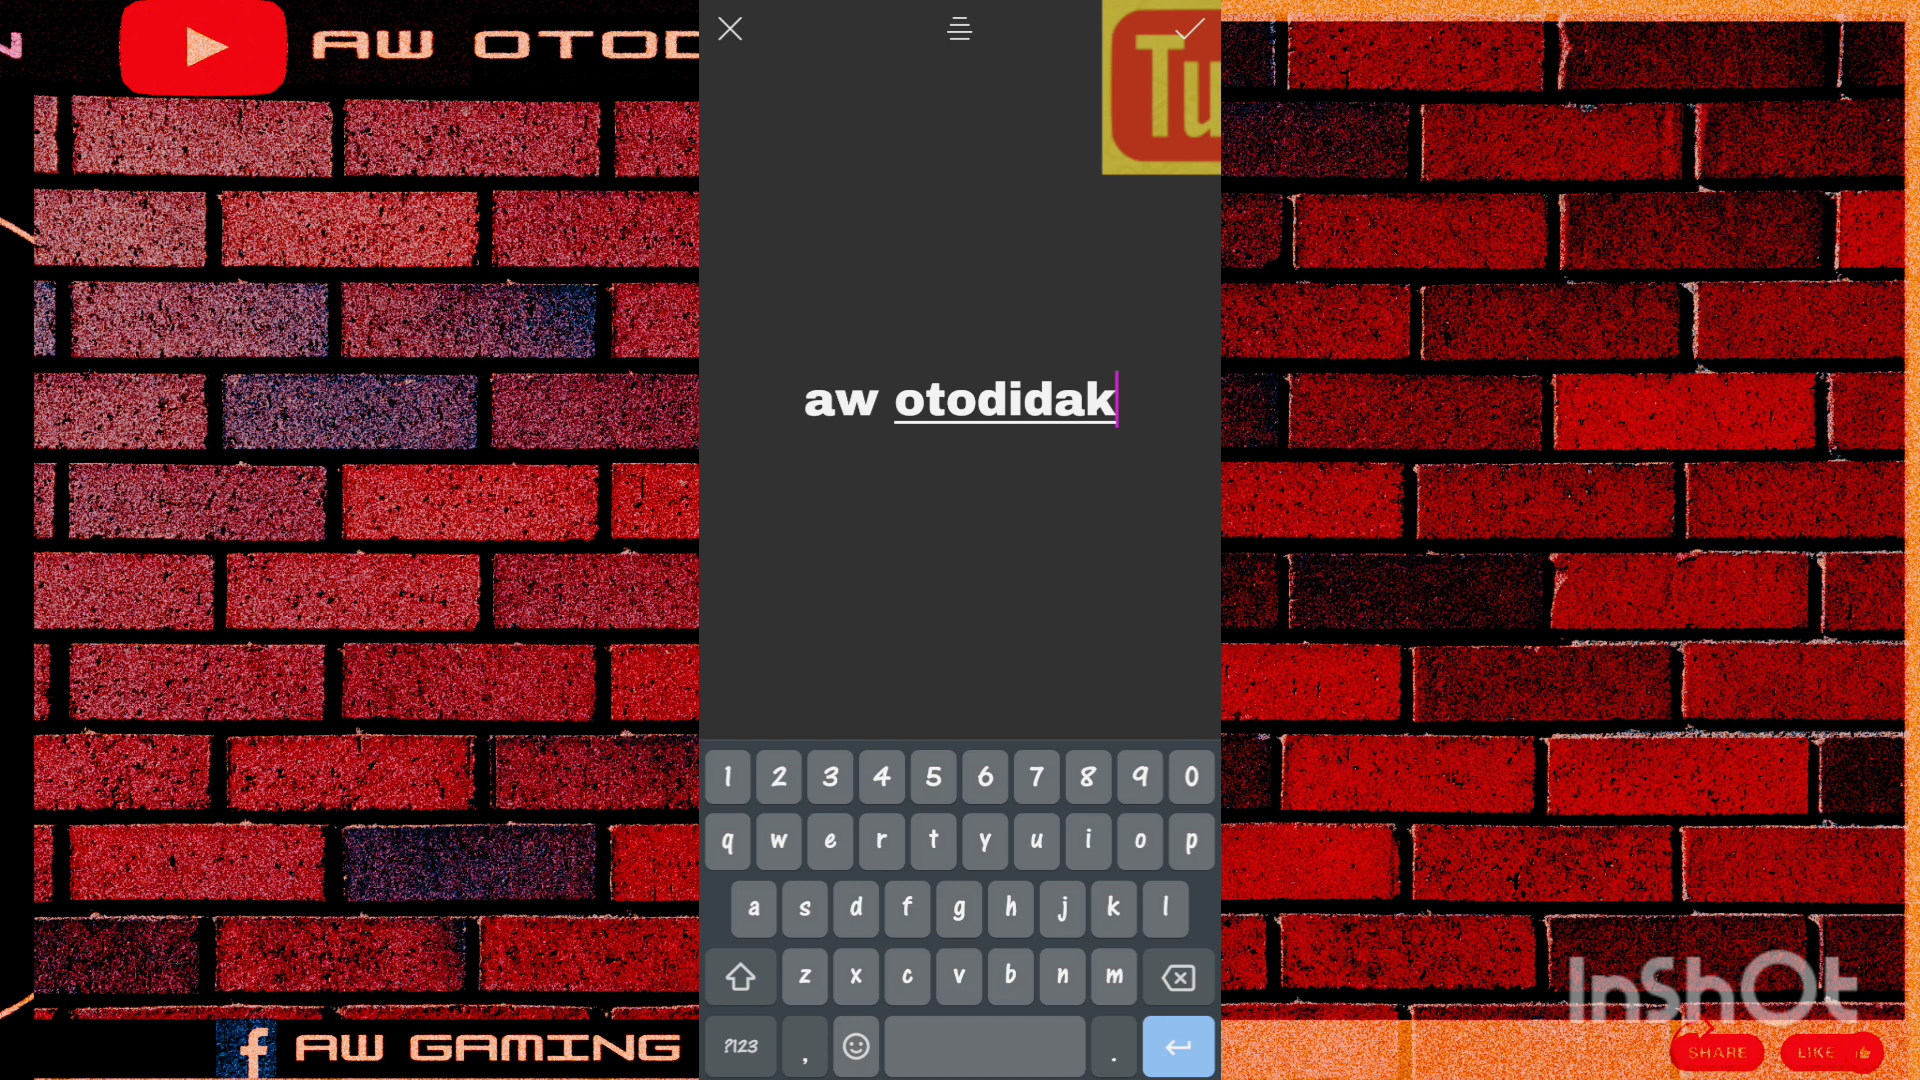 AW OTOD
Tu
aw otodidak
1 2 3 4 5 6 7 8 9 0
q w e r t y u i o p
a s d f g h j k l
z x c v b n m
?123 , .
InShOt
SHARE LIKE
AW GAMING